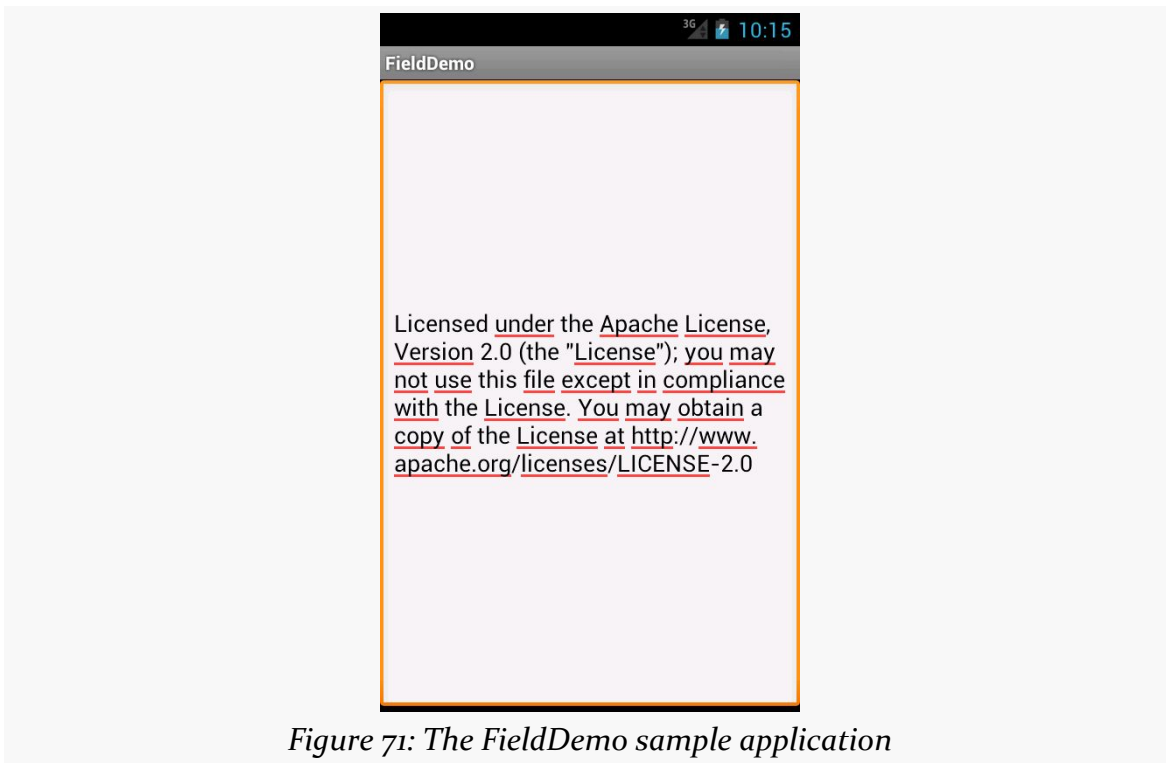 3G 10:15
FieldDemo
Licensed under the Apache License,
Version 2.0 (the "License"); you may
not use this file except in compliance
with the License. You may obtain a
copy of the License at http://www.
apache.org/licenses/LICENSE-2.0
Figure 71: The FieldDemo sample application